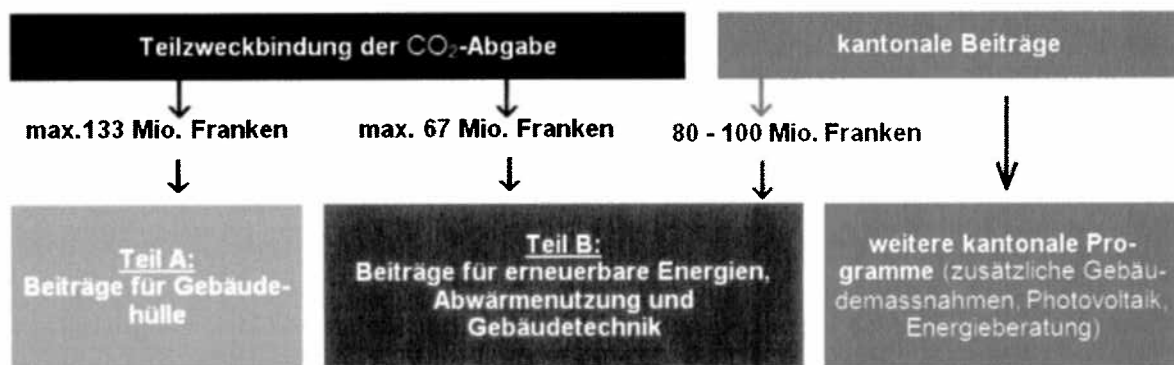 Teilzweckbindung der CO₂-Abgabe
kantonale Beiträge
max.133 Mio. Franken
max. 67 Mio. Franken
80 - 100 Mio. Franken
Teil A:
Beiträge für Gebäude-
hülle
Teil B:
Beiträge für erneuerbare Energien,
Abwärmenutzung und
Gebäudetechnik
weitere kantonale Pro-
gramme (zusätzliche Gebäu-
demassnahmen, Photovoltaik,
Energieberatung)